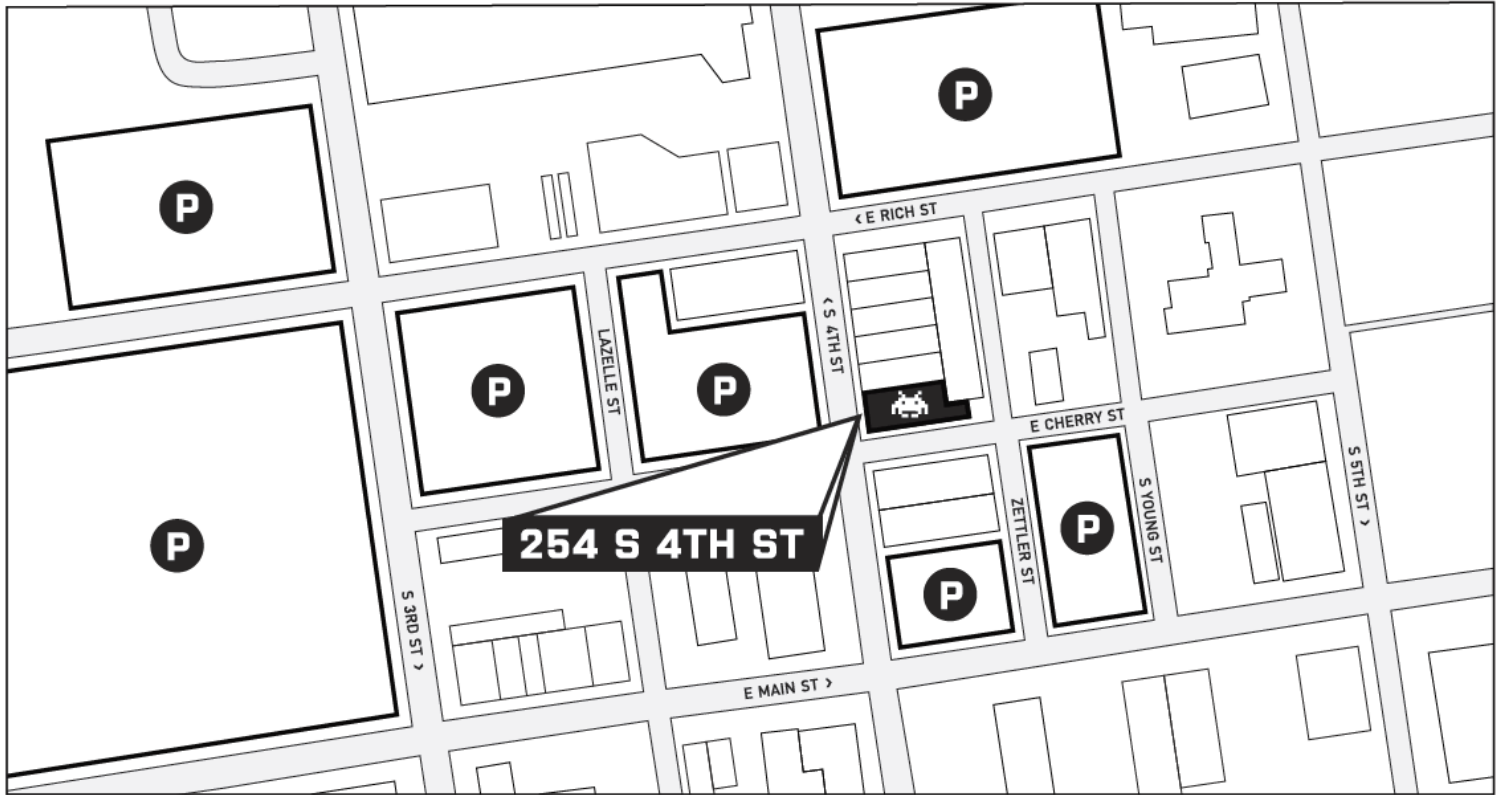 P
P
< E RICH ST
< S 4TH ST
LAZELLE ST
P
P
E CHERRY ST
S 5TH ST >
S YOUNG ST
ZETTLER ST
P
P
254 S 4TH ST
P
S 3RD ST >
E MAIN ST >